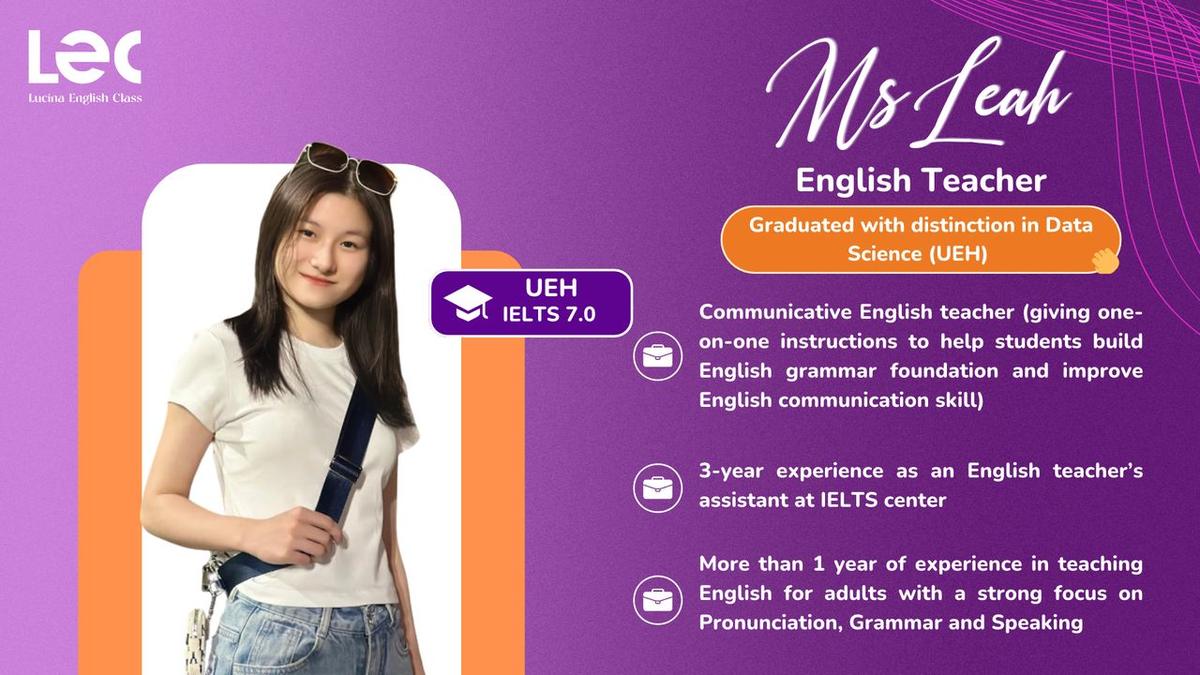 LEC
Lucina English Class
Ms Leah
English Teacher
Graduated with distinction in Data
Science (UEH)
UEH
IELTS 7.0
Communicative English teacher (giving one-
on-one instructions to help students build
English grammar foundation and improve
English communication skill)
3-year experience as an English teacher’s
assistant at IELTS center
More than 1 year of experience in teaching
English for adults with a strong focus on
Pronunciation, Grammar and Speaking